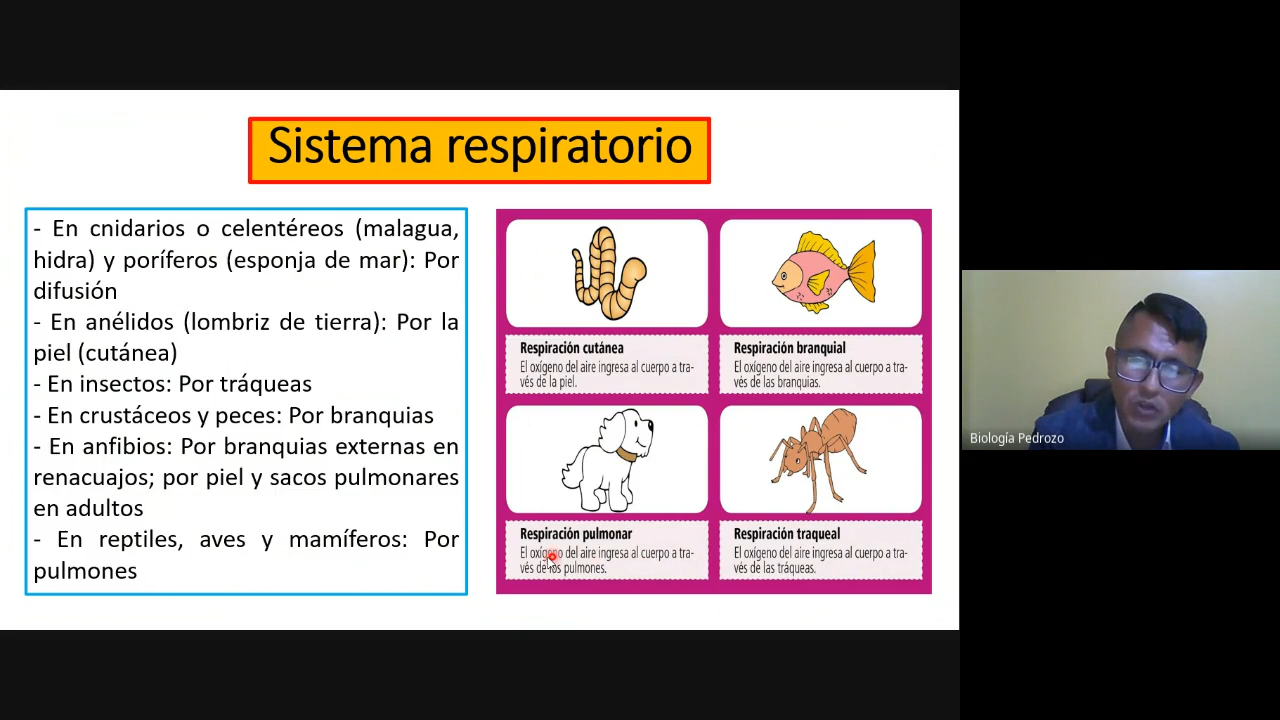 Sistema respiratorio
- En cnidarios o celentéreos (malagua,
hidra) y poríferos (esponja de mar): Por
difusión
- En anélidos (lombriz de tierra): Por la
piel (cutánea)
- En insectos: Por tráqueas
- En crustáceos y peces: Por branquias
- En anfibios: Por branquias externas en
renacuajos; por piel y sacos pulmonares
en adultos
- En reptiles, aves y mamíferos: Por
pulmones
Respiración cutánea
El oxígeno del aire ingresa al cuerpo a tra-
vés de la piel.
Respiración branquial
El oxígeno del aire ingresa al cuerpo a tra-
vés de las branquias.
Respiración pulmonar
El oxígeno del aire ingresa al cuerpo a tra-
vés de los pulmones.
Respiración traqueal
El oxígeno del aire ingresa al cuerpo a tra-
vés de las tráqueas.
Biología Pedrozo